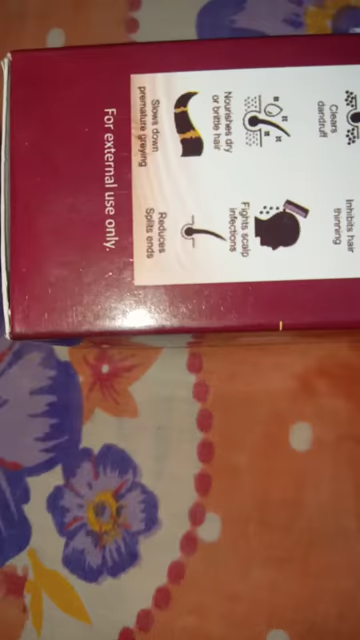 Clears
dandruff
Inhibits hair
thinning
Nourishes dry
or brittle hair
Fights scalp
infections
Slows down
premature greying
Reduces
Splits ends
For external use only.